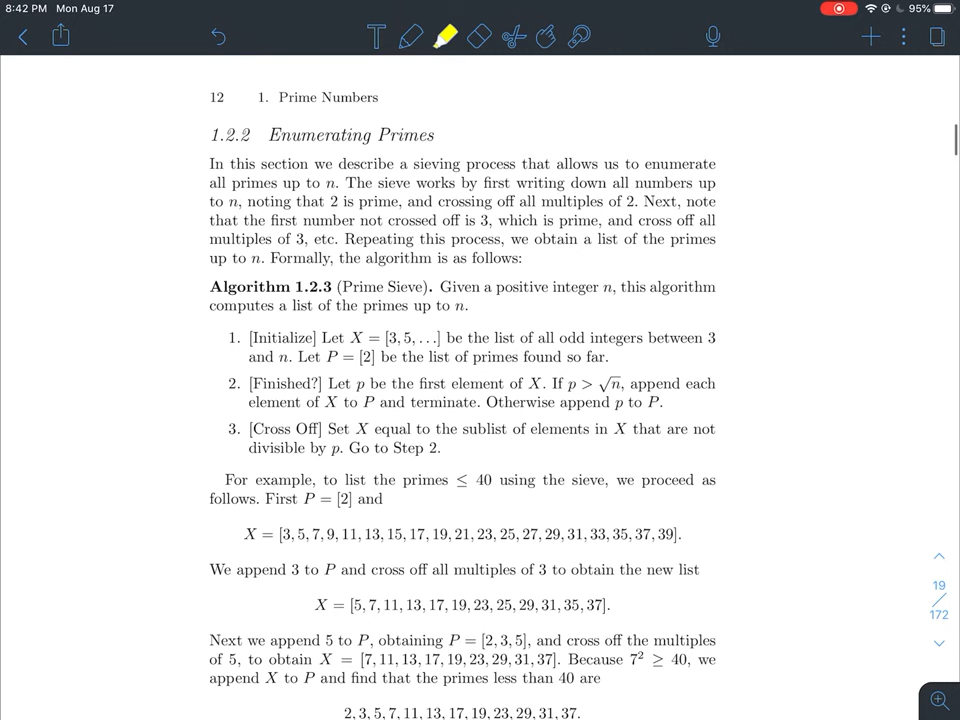 8:42 PM Mon Aug 17
95%
12 1. Prime Numbers
1.2.2 Enumerating Primes
In this section we describe a sieving process that allows us to enumerate
all primes up to n. The sieve works by first writing down all numbers up
to n, noting that 2 is prime, and crossing off all multiples of 2. Next, note
that the first number not crossed off is 3, which is prime, and cross off all
multiples of 3, etc. Repeating this process, we obtain a list of the primes
up to n. Formally, the algorithm is as follows:
Algorithm 1.2.3 (Prime Sieve). Given a positive integer n, this algorithm
computes a list of the primes up to n.
1. [Initialize] Let X = [3, 5, . . .] be the list of all odd integers between 3
and n. Let P = [2] be the list of primes found so far.
2. [Finished?] Let p be the first element of X. If p > √n, append each
element of X to P and terminate. Otherwise append p to P.
3. [Cross Off] Set X equal to the sublist of elements in X that are not
divisible by p. Go to Step 2.
For example, to list the primes ≤ 40 using the sieve, we proceed as
follows. First P = [2] and
X = [3, 5, 7, 9, 11, 13, 15, 17, 19, 21, 23, 25, 27, 29, 31, 33, 35, 37, 39].
We append 3 to P and cross off all multiples of 3 to obtain the new list
X = [5, 7, 11, 13, 17, 19, 23, 25, 29, 31, 35, 37].
Next we append 5 to P, obtaining P = [2, 3, 5], and cross off the multiples
of 5, to obtain X = [7, 11, 13, 17, 19, 23, 29, 31, 37]. Because 7² ≥ 40, we
append X to P and find that the primes less than 40 are
2, 3, 5, 7, 11, 13, 17, 19, 23, 29, 31, 37.
19
172